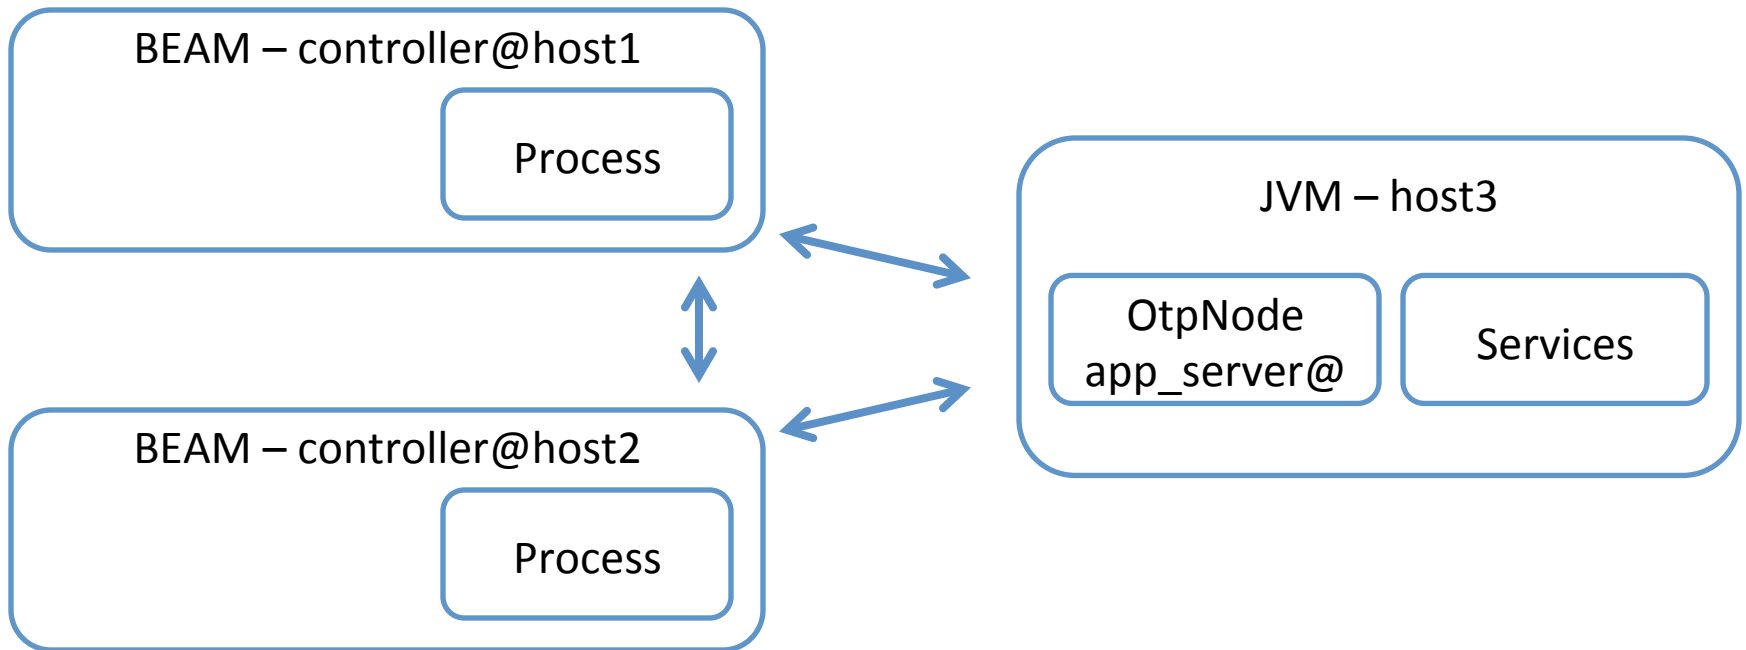 BEAM – controller@host1
Process
JVM – host3
OtpNode
app_server@
Services
BEAM – controller@host2
Process